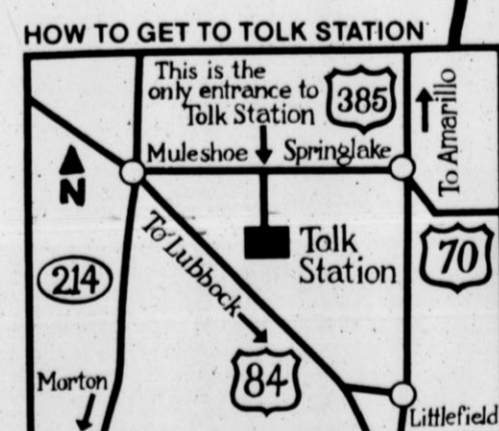 HOW TO GET TO TOLK STATION
This is the
only entrance to
Tolk Station
385
To Amarillo
Muleshoe
Springlake
N
To Lubbock
Tolk
Station
70
214
84
Morton
Littlefield